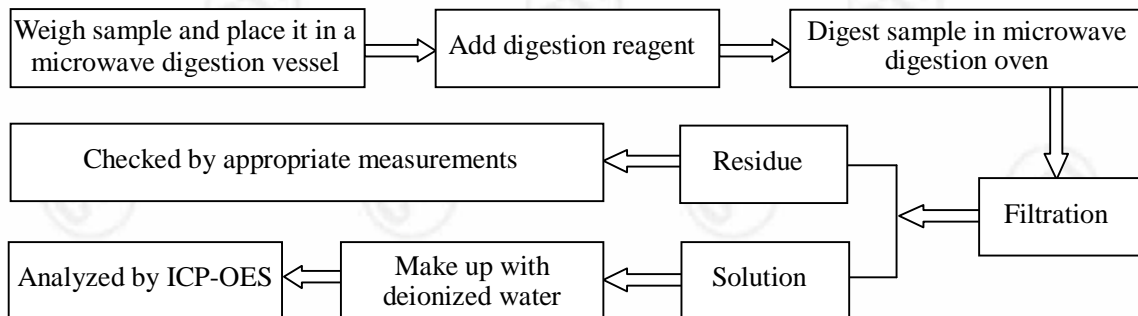 Weigh sample and place it in a
microwave digestion vessel
Add digestion reagent
Digest sample in microwave
digestion oven
Checked by appropriate measurements
Residue
Filtration
Analyzed by ICP-OES
Make up with
deionized water
Solution